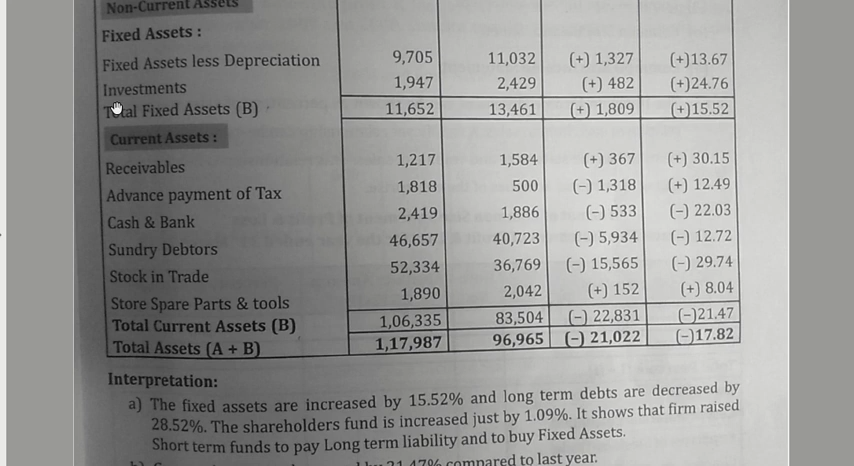 Non-Current Assets
Fixed Assets :
Fixed Assets less Depreciation 9,705 11,032 (+) 1,327 (+)13.67
Investments 1,947 2,429 (+) 482 (+)24.76
Total Fixed Assets (B) 11,652 13,461 (+) 1,809 (+)15.52
Current Assets :
Receivables 1,217 1,584 (+) 367 (+) 30.15
Advance payment of Tax 1,818 500 (−) 1,318 (+) 12.49
Cash & Bank 2,419 1,886 (−) 533 (−) 22.03
Sundry Debtors 46,657 40,723 (−) 5,934 (−) 12.72
Stock in Trade 52,334 36,769 (−) 15,565 (−) 29.74
Store Spare Parts & tools 1,890 2,042 (+) 152 (+) 8.04
Total Current Assets (B) 1,06,335 83,504 (−) 22,831 (−)21.47
Total Assets (A + B) 1,17,987 96,965 (−) 21,022 (−)17.82
Interpretation:
a) The fixed assets are increased by 15.52% and long term debts are decreased by
28.52%. The shareholders fund is increased just by 1.09%. It shows that firm raised
Short term funds to pay Long term liability and to buy Fixed Assets.
21.47% compared to last year.